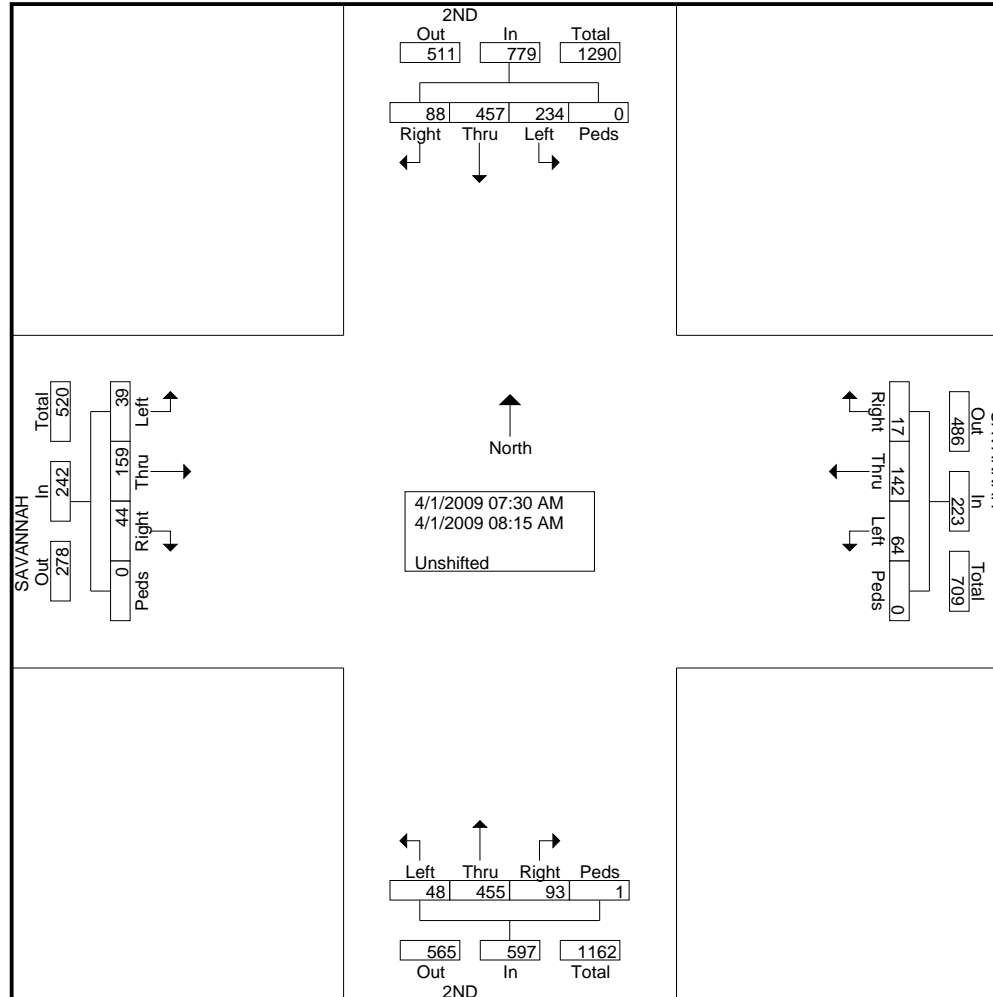 2ND
Out In Total
511 779 1290
88 457 234 0
Right Thru Left Peds
SAVANNAH
Out In Total
278 242 520
39 159 44 0
Left Thru Right Peds
North
4/1/2009 07:30 AM
4/1/2009 08:15 AM
Unshifted
Right Thru Left Peds
17 142 64 0
Out In Total
486 223 709
Left Thru Right Peds
48 455 93 1
565 597 1162
Out In Total
2ND